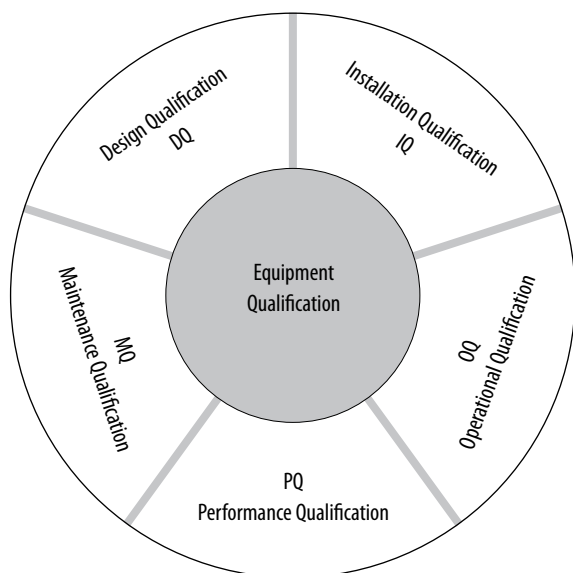 Design Qualification
DQ
Installation Qualification
IQ
Equipment
Qualification
MQ
Maintenance Qualification
OQ
Operational Qualification
PQ
Performance Qualification